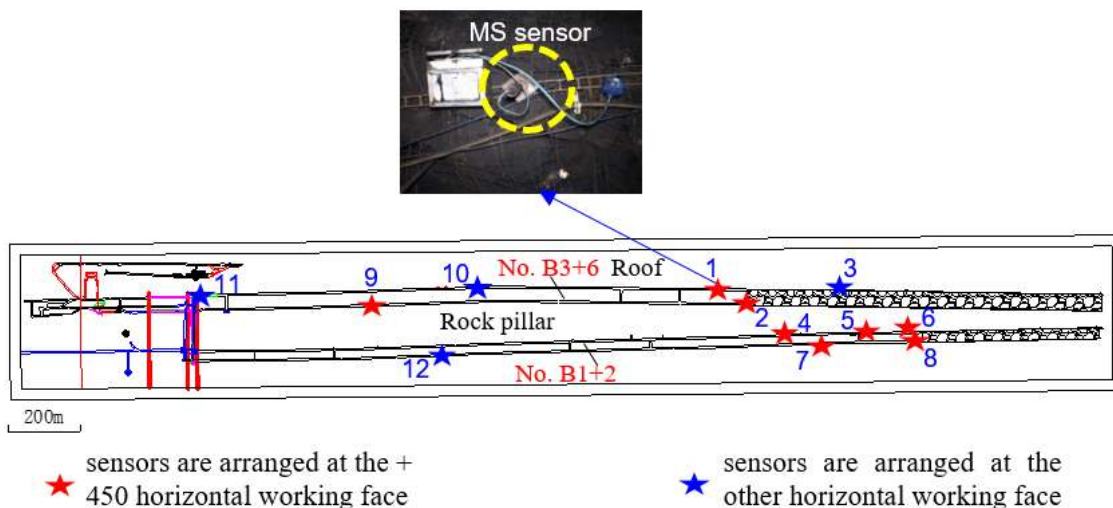 MS sensor
No. B3+6 Roof
1
3
10
9
11
2
4
5
6
7
8
Rock pillar
12
No. B1+2
200m
sensors are arranged at the +
450 horizontal working face
sensors are arranged at the
other horizontal working face